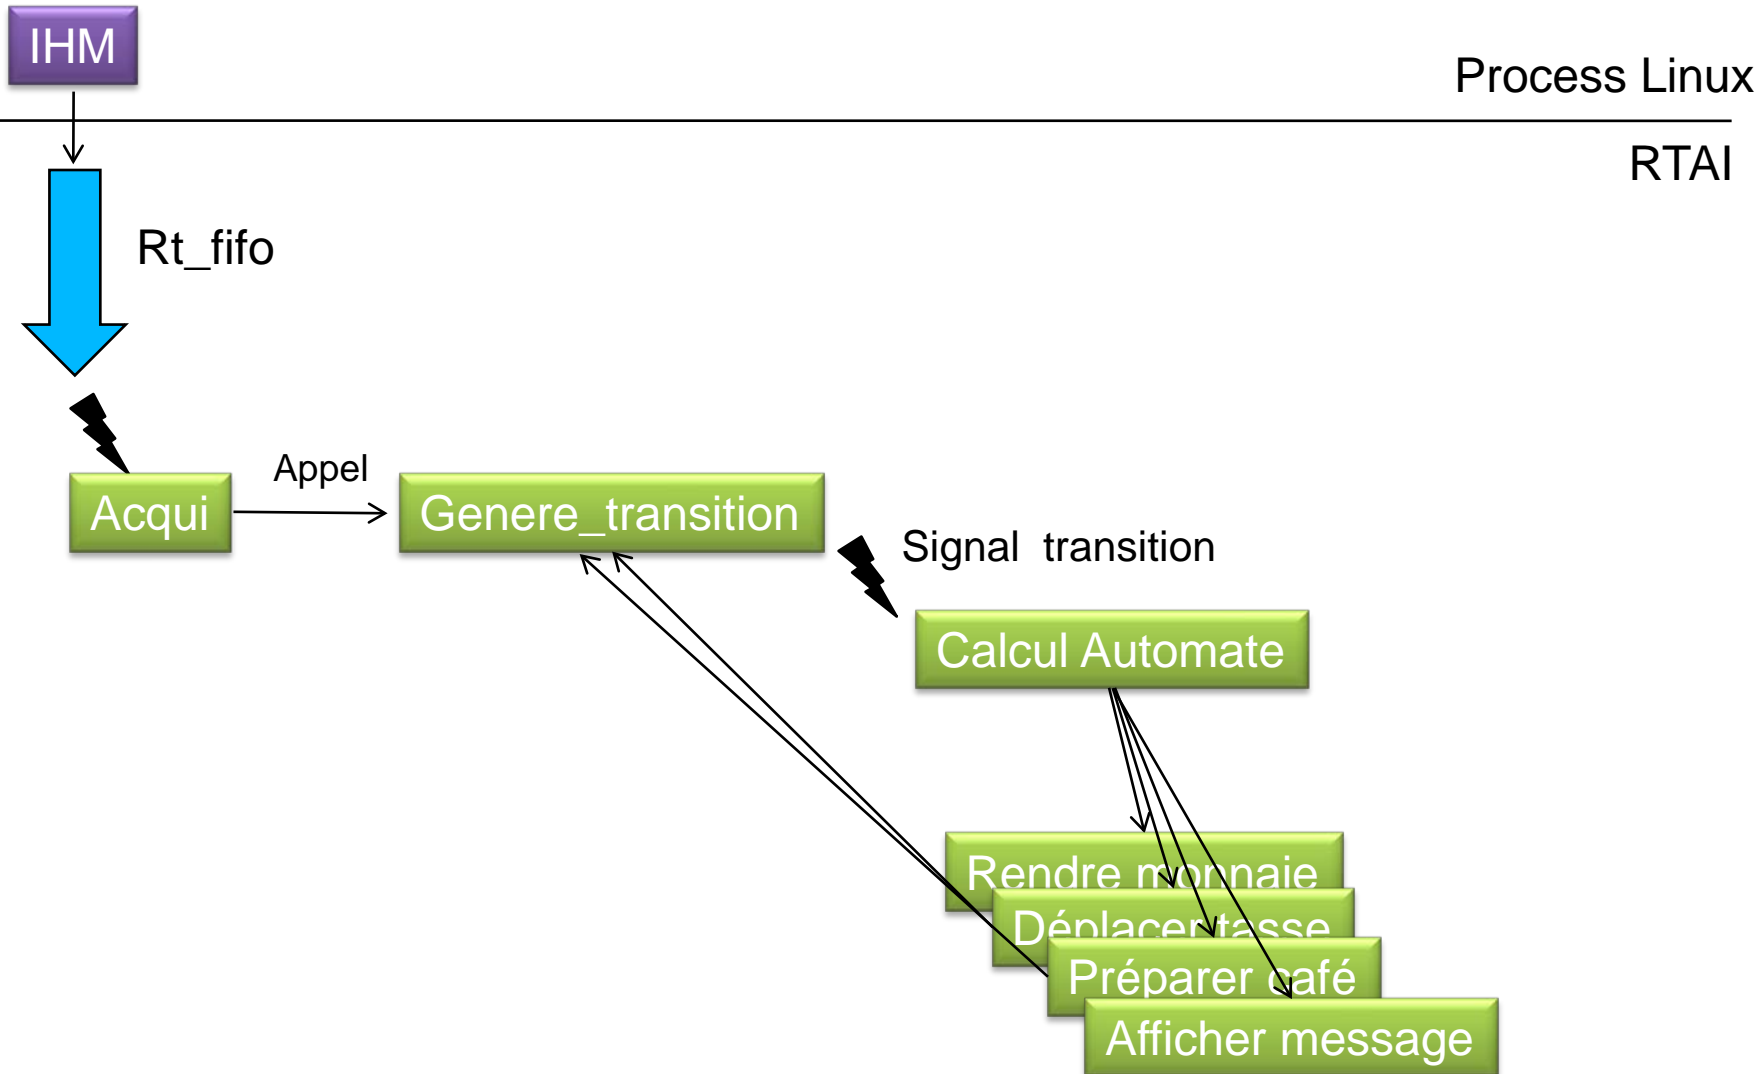 IHM
Process Linux
RTAI
Rt_fifo
Appel
Acqui
Genere_transition
Signal transition
Calcul Automate
Rendre monnaie
Déplacer tasse
Préparer café
Afficher message